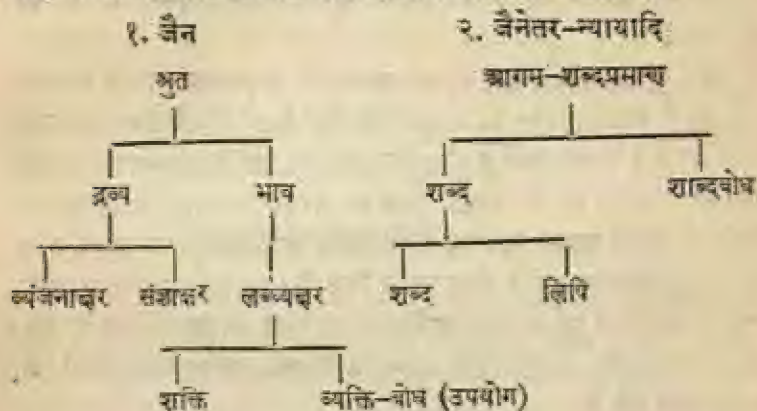 १. जैन २. जैनेतर-न्यायादि
श्रुत आगम-शब्दप्रमाण
द्रव्य भाव शब्द शाब्दबोध
व्यंजनाक्षर संज्ञाक्षर लब्ध्यक्षर शब्द लिपि
शक्ति व्यक्ति-बोध (उपयोग)